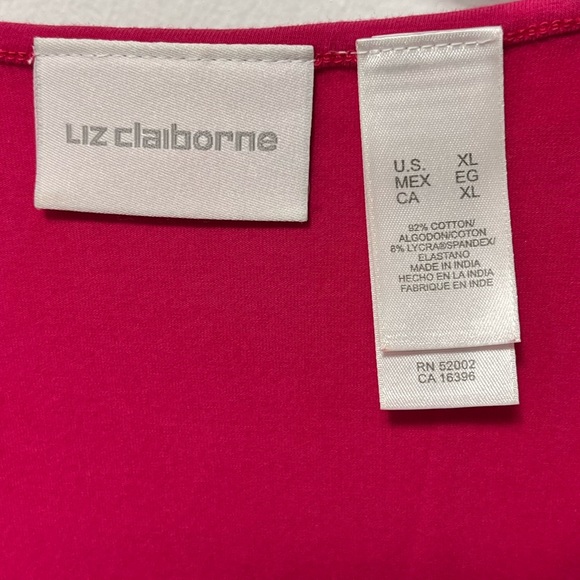 Liz claiborne
U.S. XL
MEX EG
CA XL
92% COTTON/
ALGODON/COTON
8% LYCRA®SPANDEX/
ELASTANO
MADE IN INDIA
HECHO EN LA INDIA
FABRIQUE EN INDE
RN 52002
CA 16396